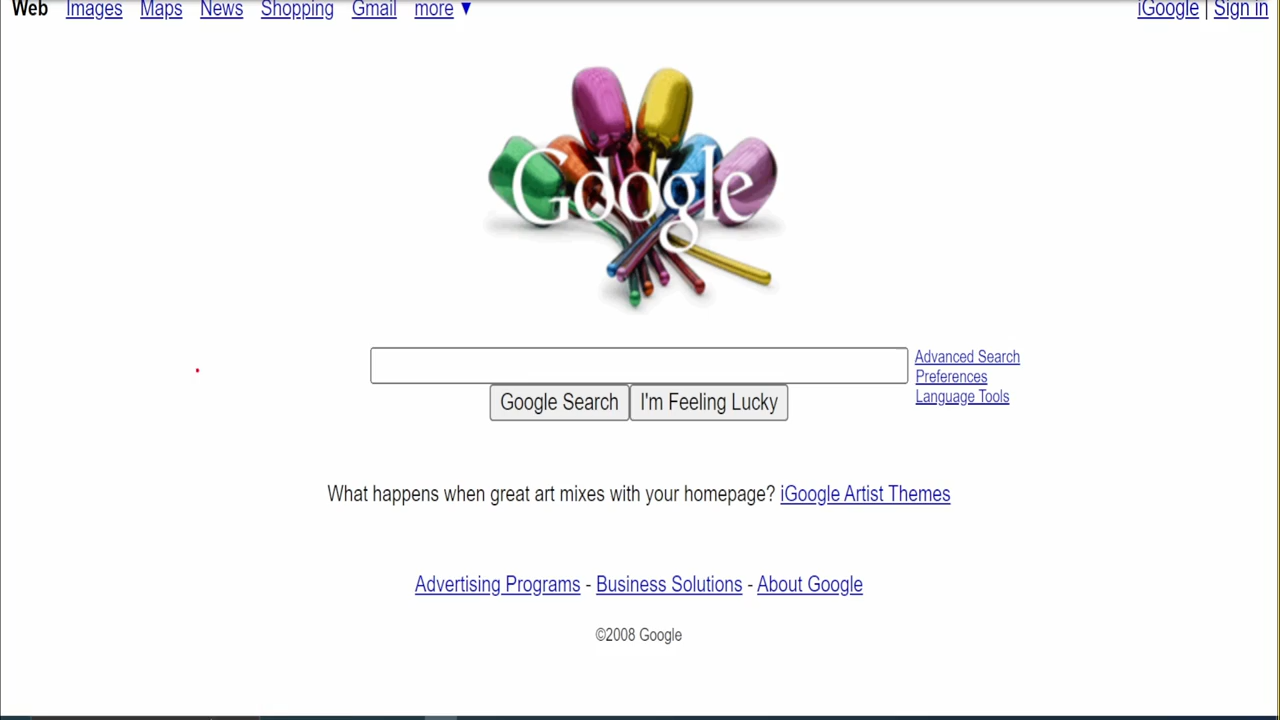 Web Images Maps News Shopping Gmail more ▼ iGoogle | Sign in
Google
Advanced Search
Preferences
Language Tools
Google Search I'm Feeling Lucky
What happens when great art mixes with your homepage? iGoogle Artist Themes
Advertising Programs - Business Solutions - About Google
©2008 Google